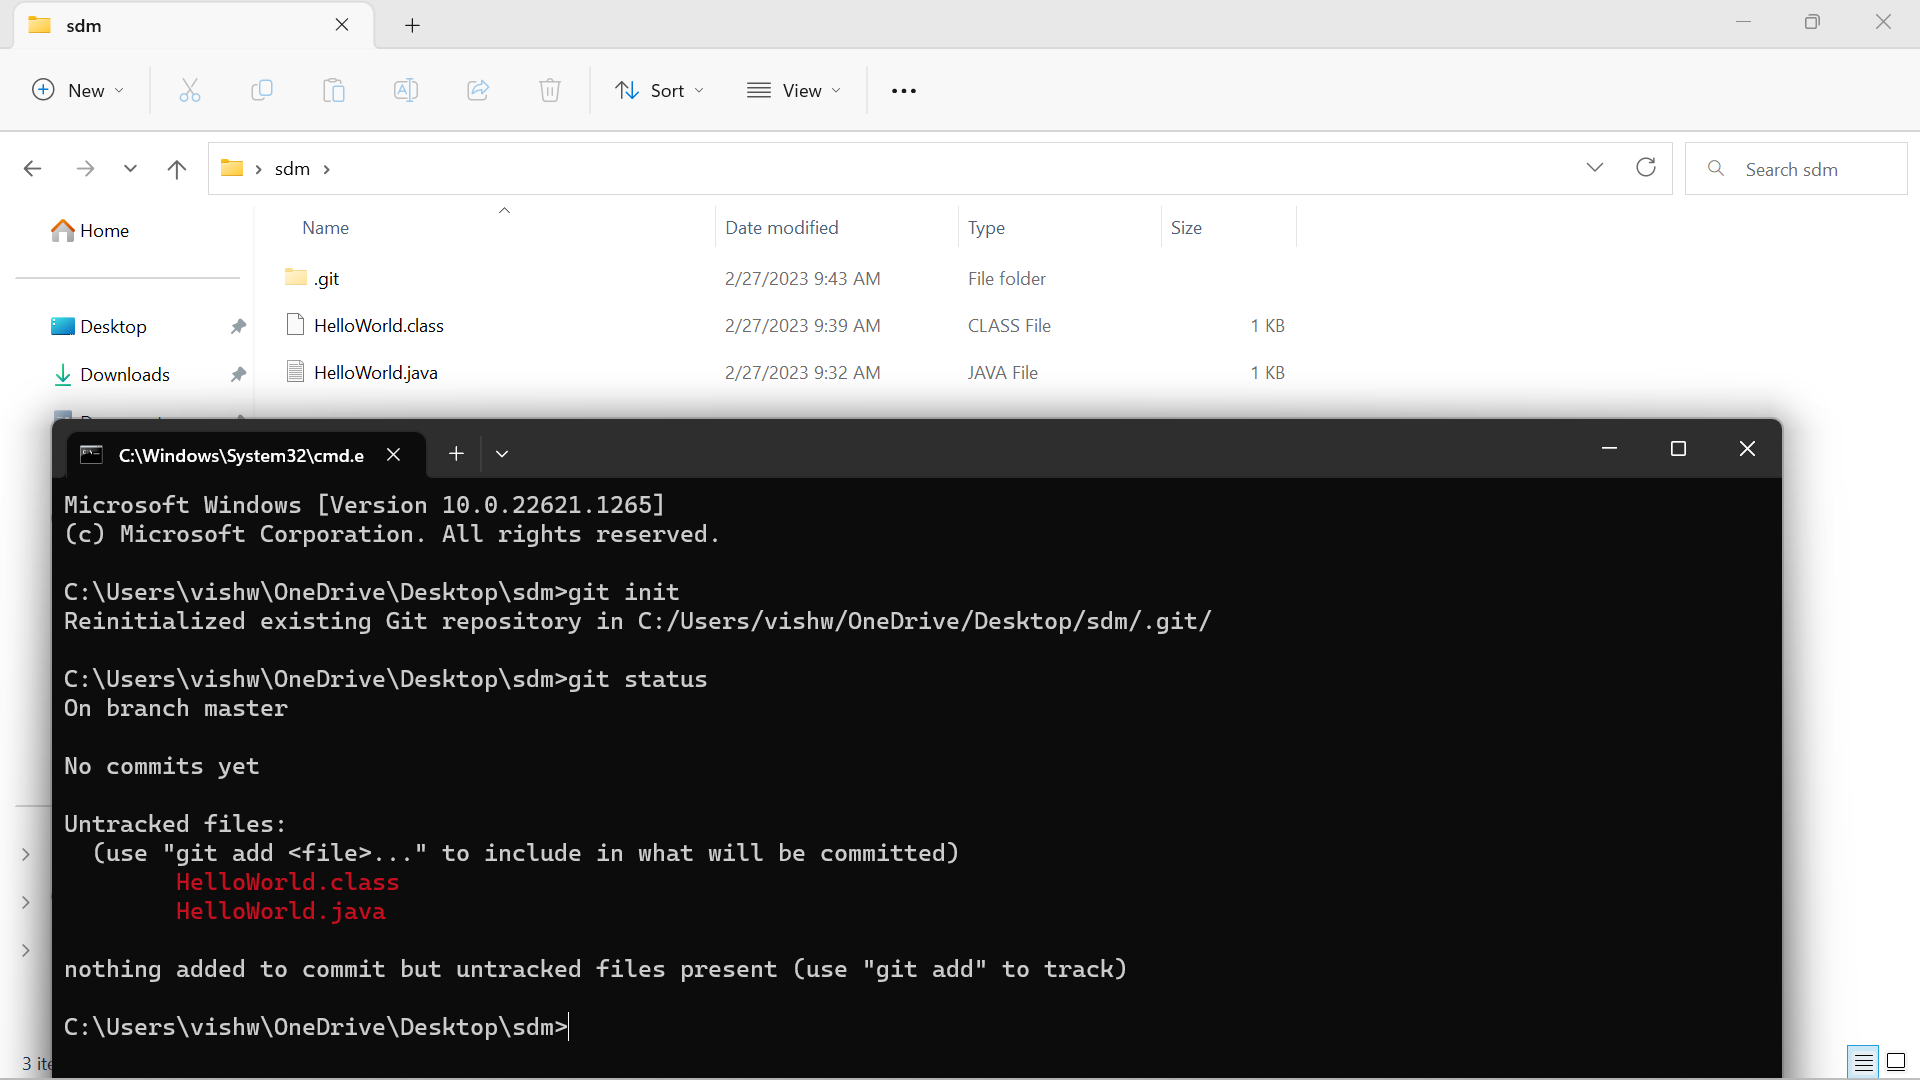 sdm
New
Sort
View
sdm
Search sdm
Home
Name
Date modified
Type
Size
.git
2/27/2023 9:43 AM
File folder
Desktop
HelloWorld.class
2/27/2023 9:39 AM
CLASS File
1 KB
Downloads
HelloWorld.java
2/27/2023 9:32 AM
JAVA File
1 KB
C:\Windows\System32\cmd.e
Microsoft Windows [Version 10.0.22621.1265]
(c) Microsoft Corporation. All rights reserved.
C:\Users\vishw\OneDrive\Desktop\sdm>git init
Reinitialized existing Git repository in C:/Users/vishw/OneDrive/Desktop/sdm/.git/
C:\Users\vishw\OneDrive\Desktop\sdm>git status
On branch master
No commits yet
Untracked files:
(use "git add <file>..." to include in what will be committed)
HelloWorld.class
HelloWorld.java
nothing added to commit but untracked files present (use "git add" to track)
C:\Users\vishw\OneDrive\Desktop\sdm>
3 ite